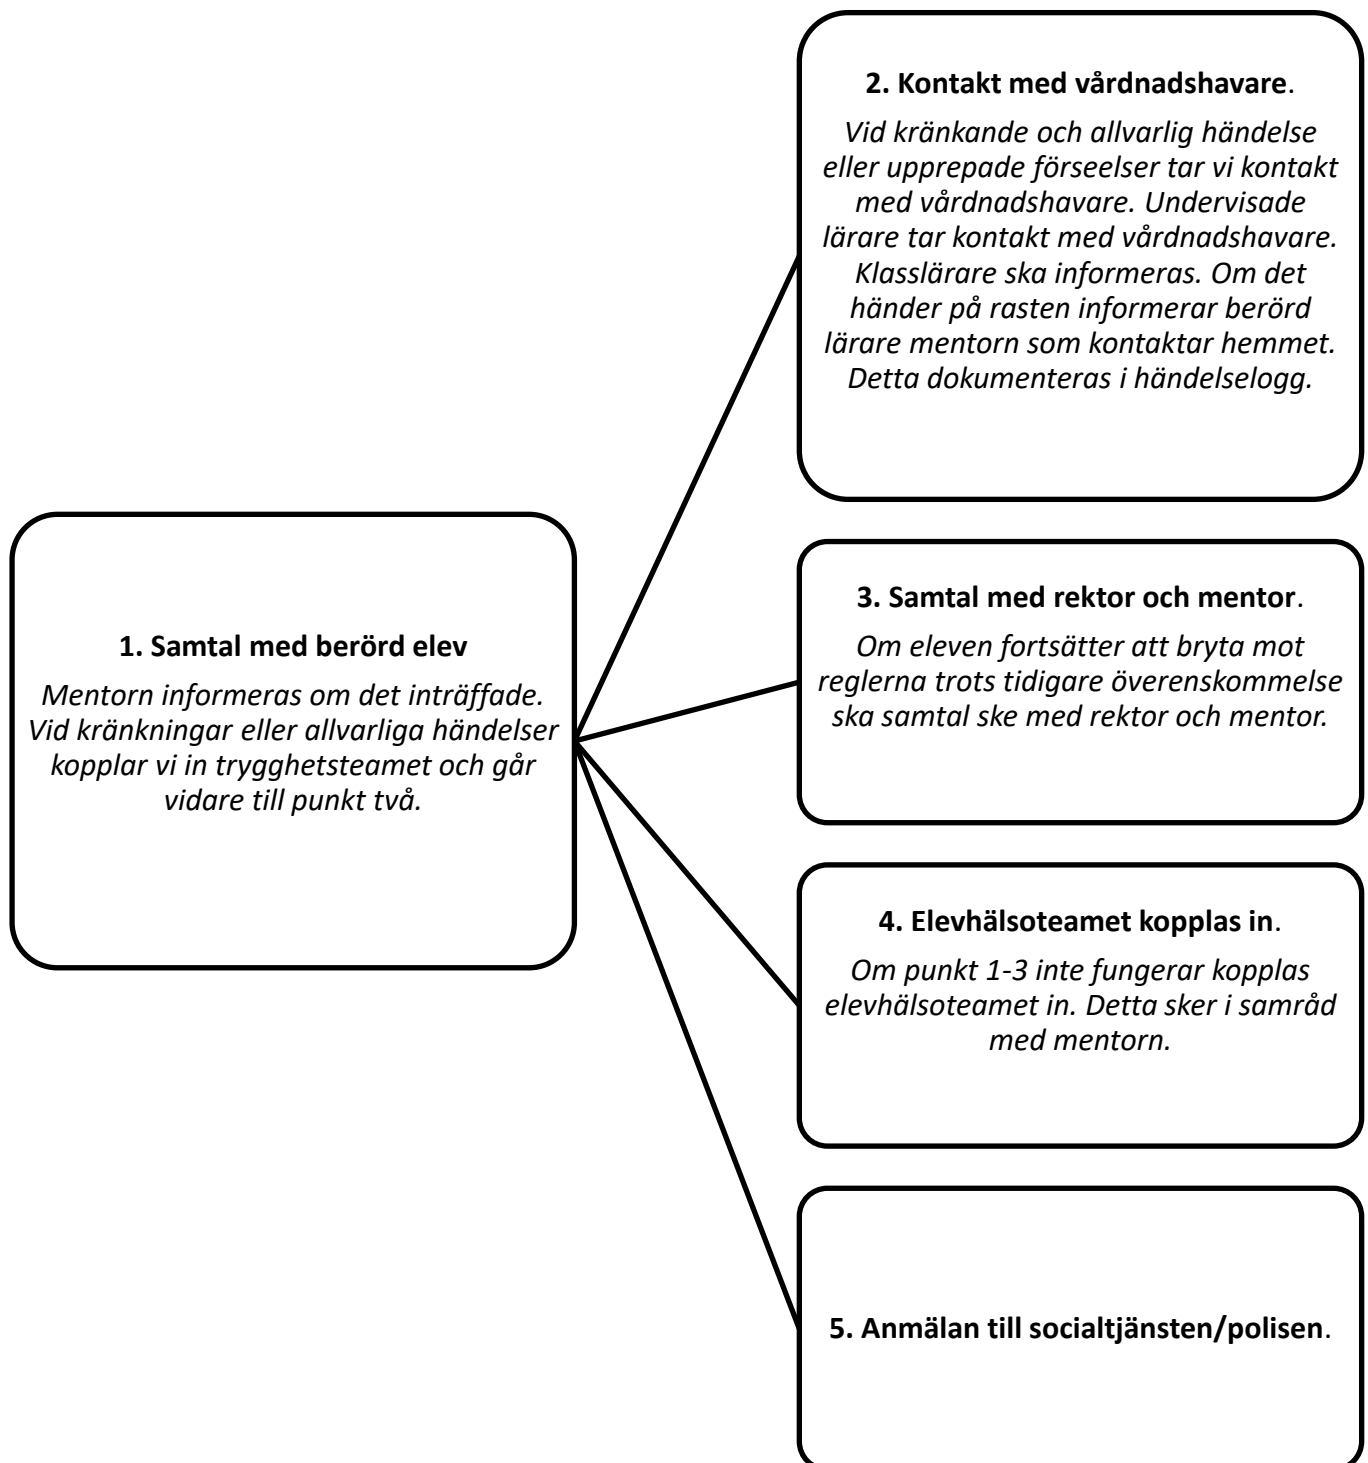 2. Kontakt med vårdnadshavare.
Vid kränkande och allvarlig händelse
eller upprepade förseelser tar vi kontakt
med vårdnadshavare. Undervisade
lärare tar kontakt med vårdnadshavare.
Klasslärare ska informeras. Om det
händer på rasten informerar berörd
lärare mentorn som kontaktar hemmet.
Detta dokumenteras i händelselogg.
1. Samtal med berörd elev
Mentorn informeras om det inträffade.
Vid kränkningar eller allvarliga händelser
kopplar vi in trygghetsteamet och går
vidare till punkt två.
3. Samtal med rektor och mentor.
Om eleven fortsätter att bryta mot
reglerna trots tidigare överenskommelse
ska samtal ske med rektor och mentor.
4. Elevhälsoteamet kopplas in.
Om punkt 1-3 inte fungerar kopplas
elevhälsoteamet in. Detta sker i samråd
med mentorn.
5. Anmälan till socialtjänsten/polisen.